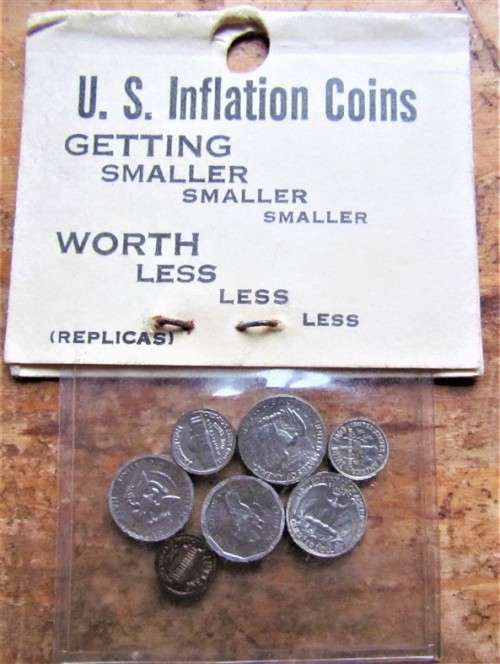 U. S. Inflation Coins
GETTING
SMALLER
SMALLER
SMALLER
WORTH
LESS
LESS
LESS
(REPLICAS)